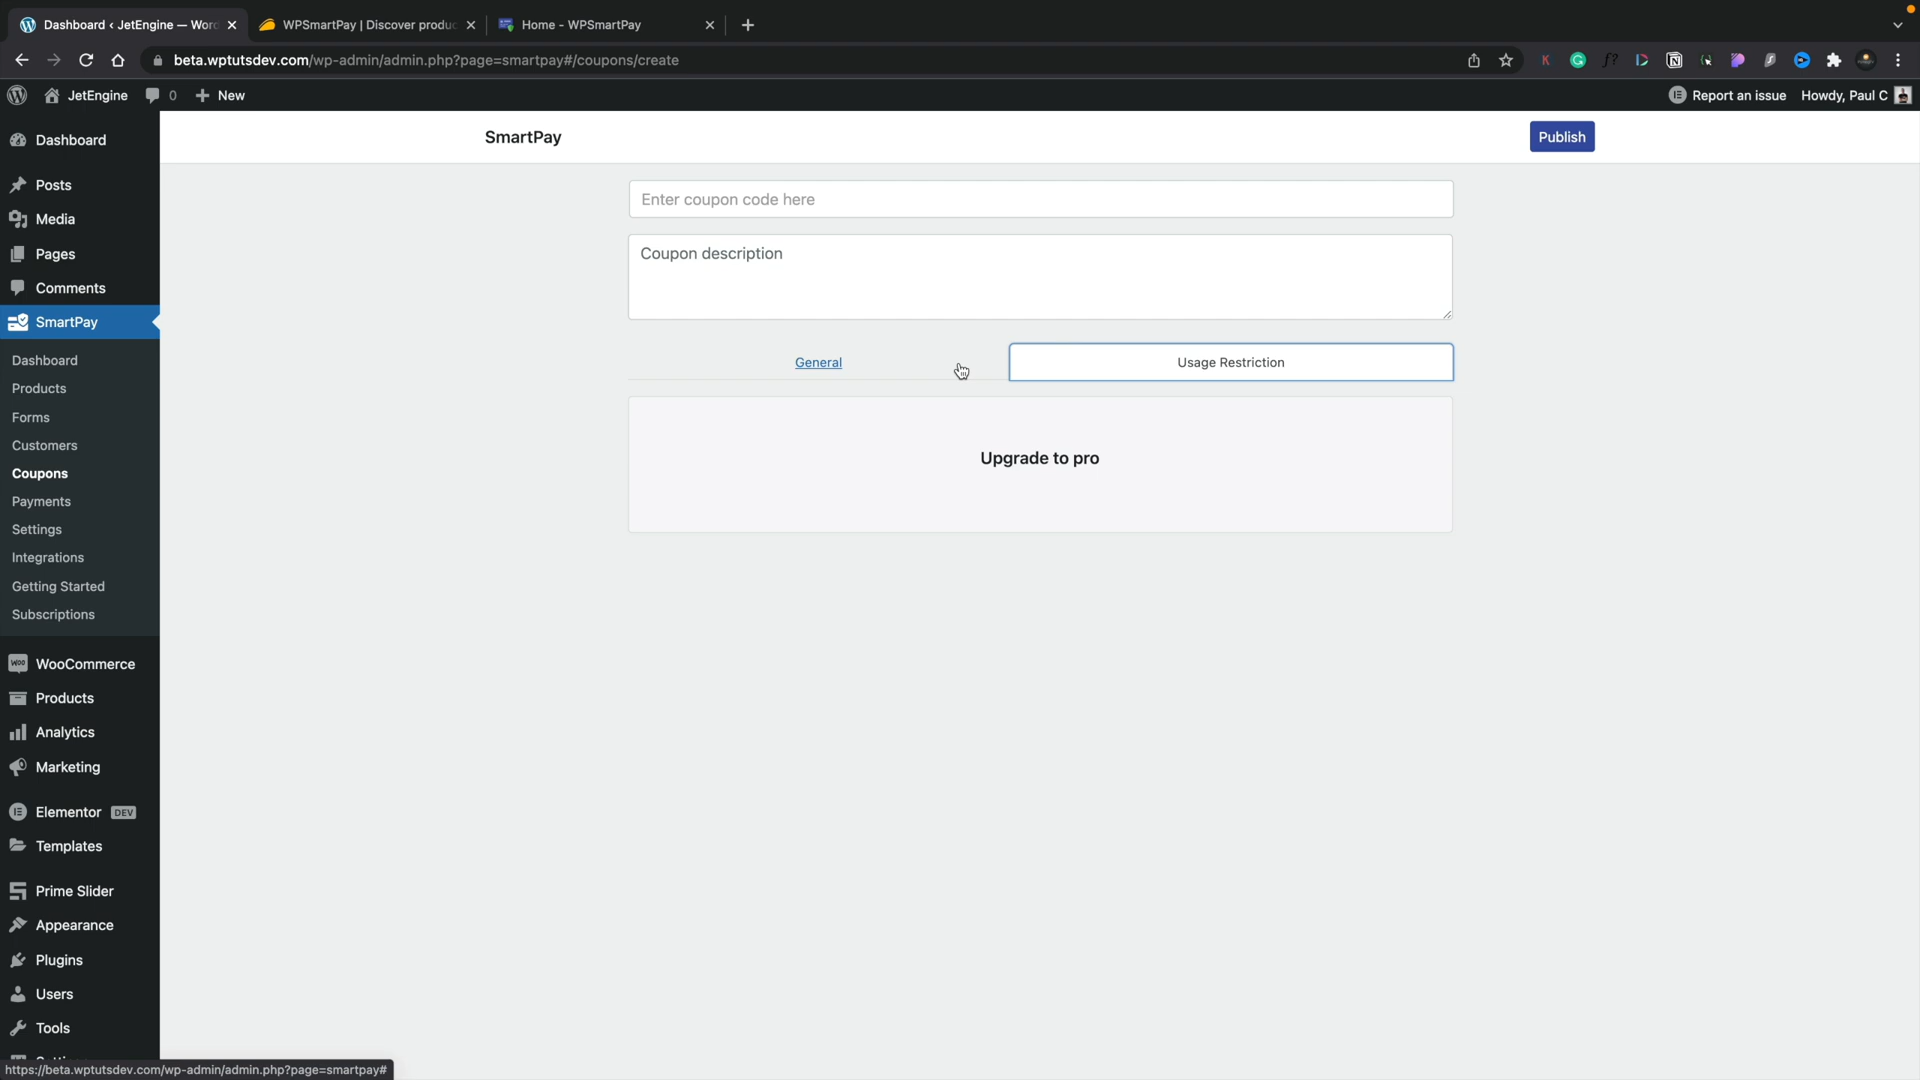 Dashboard ‹ JetEngine — Wor
WPSmartPay | Discover produc
Home - WPSmartPay
beta.wptutsdev.com/wp-admin/admin.php?page=smartpay#/coupons/create
JetEngine
0
New
Report an issue
Howdy, Paul C
Dashboard
Posts
Media
Pages
Comments
SmartPay
Dashboard
Products
Forms
Customers
Coupons
Payments
Settings
Integrations
Getting Started
Subscriptions
WooCommerce
Products
Analytics
Marketing
Elementor DEV
Templates
Prime Slider
Appearance
Plugins
Users
Tools
SmartPay
Publish
Enter coupon code here
Coupon description
General
Usage Restriction
Upgrade to pro
https://beta.wptutsdev.com/wp-admin/admin.php?page=smartpay#